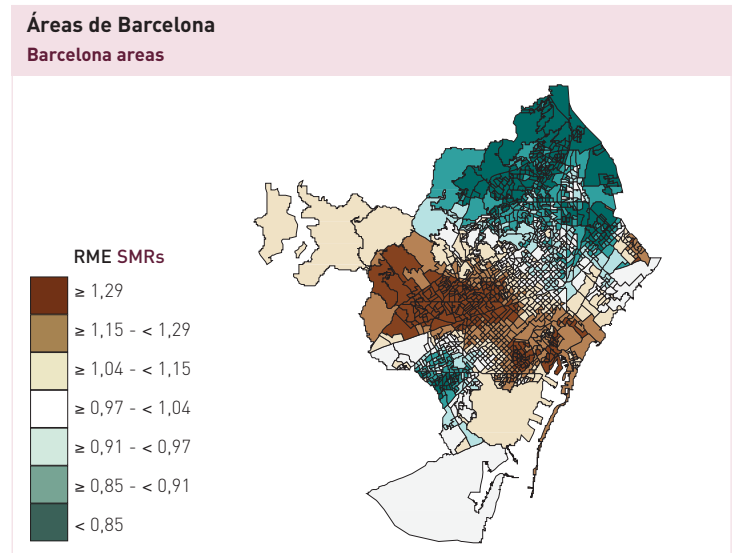 Áreas de Barcelona
Barcelona areas
RME SMRs
≥ 1,29
≥ 1,15 - < 1,29
≥ 1,04 - < 1,15
≥ 0,97 - < 1,04
≥ 0,91 - < 0,97
≥ 0,85 - < 0,91
< 0,85